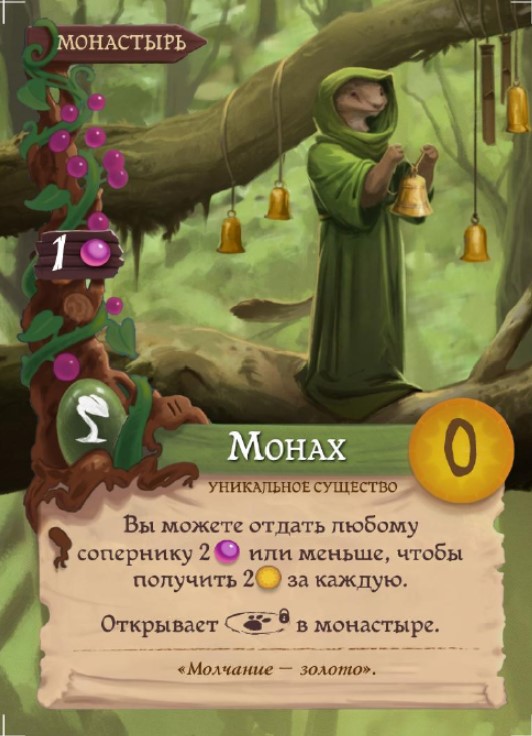 МОНАСТЫРЬ
1
МОНАХ
0
УНИКАЛЬНОЕ СУЩЕСТВО
Вы можете отдать любому
сопернику 2 или меньше, чтобы
получить 2 за каждую.
Открывает в монастыре.
«Молчание — золото».